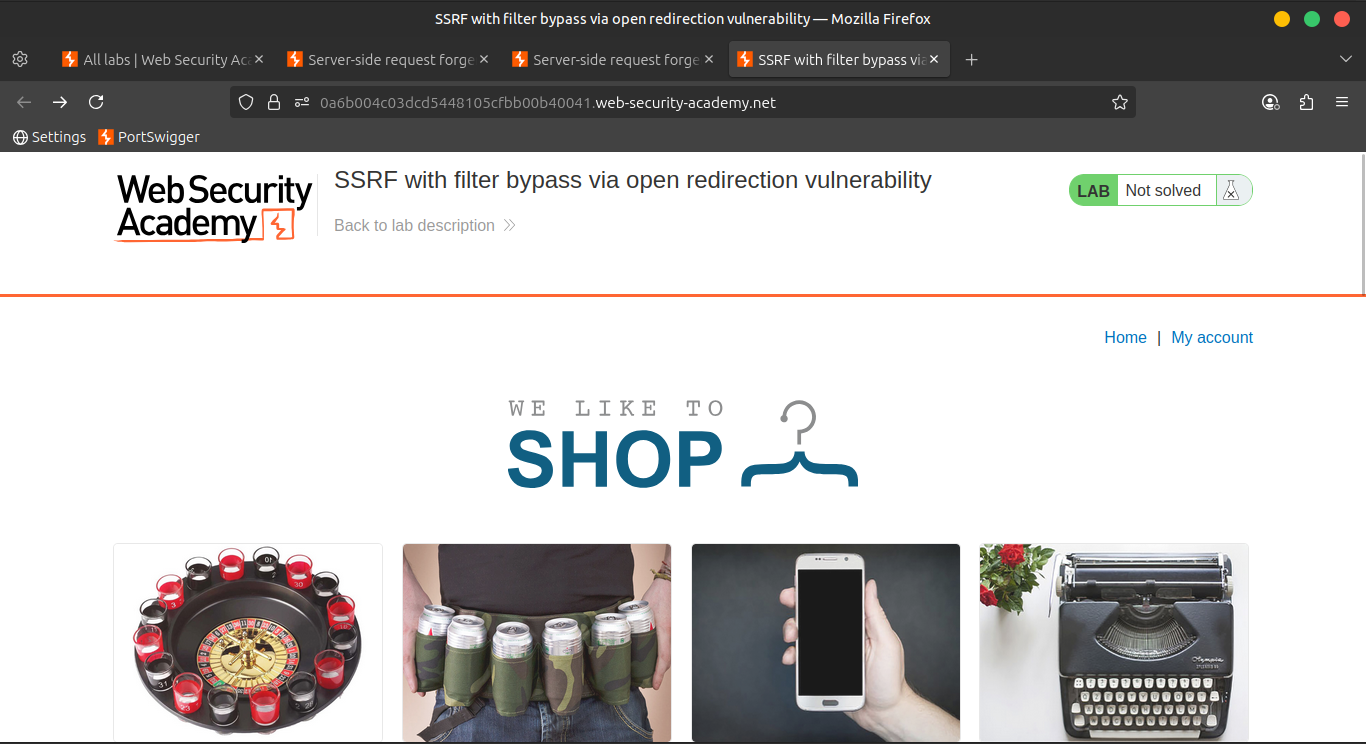 SSRF with filter bypass via open redirection vulnerability — Mozilla Firefox
All labs | Web Security Ac
Server-side request forge
Server-side request forge
SSRF with filter bypass via
0a6b004c03dcd5448105cfbb00b40041.web-security-academy.net
Settings
PortSwigger
Web Security
Academy
SSRF with filter bypass via open redirection vulnerability
Back to lab description
LAB
Not solved
Home | My account
WE LIKE TO
SHOP